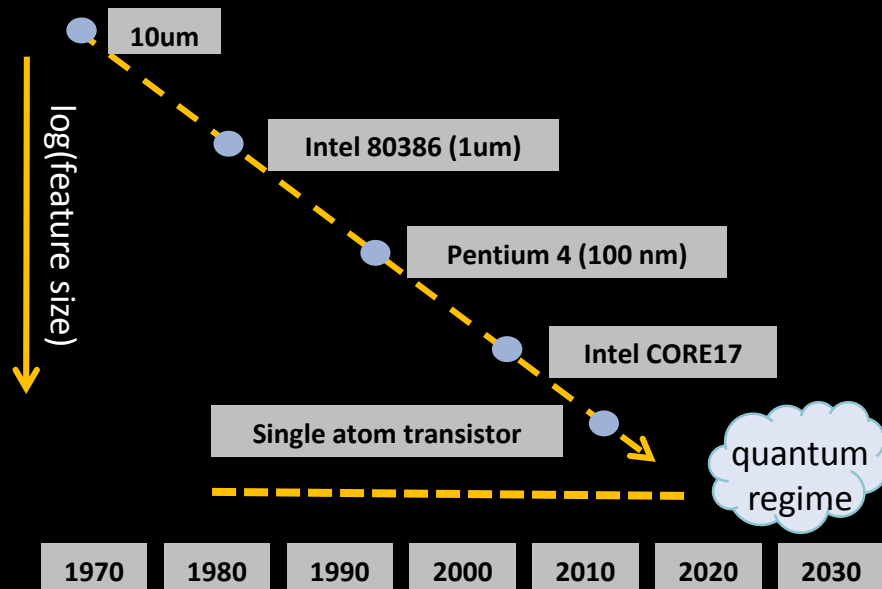 10um
log(feature size)
Intel 80386 (1um)
Pentium 4 (100 nm)
Intel CORE17
Single atom transistor
quantum
regime
1970
1980
1990
2000
2010
2020
2030